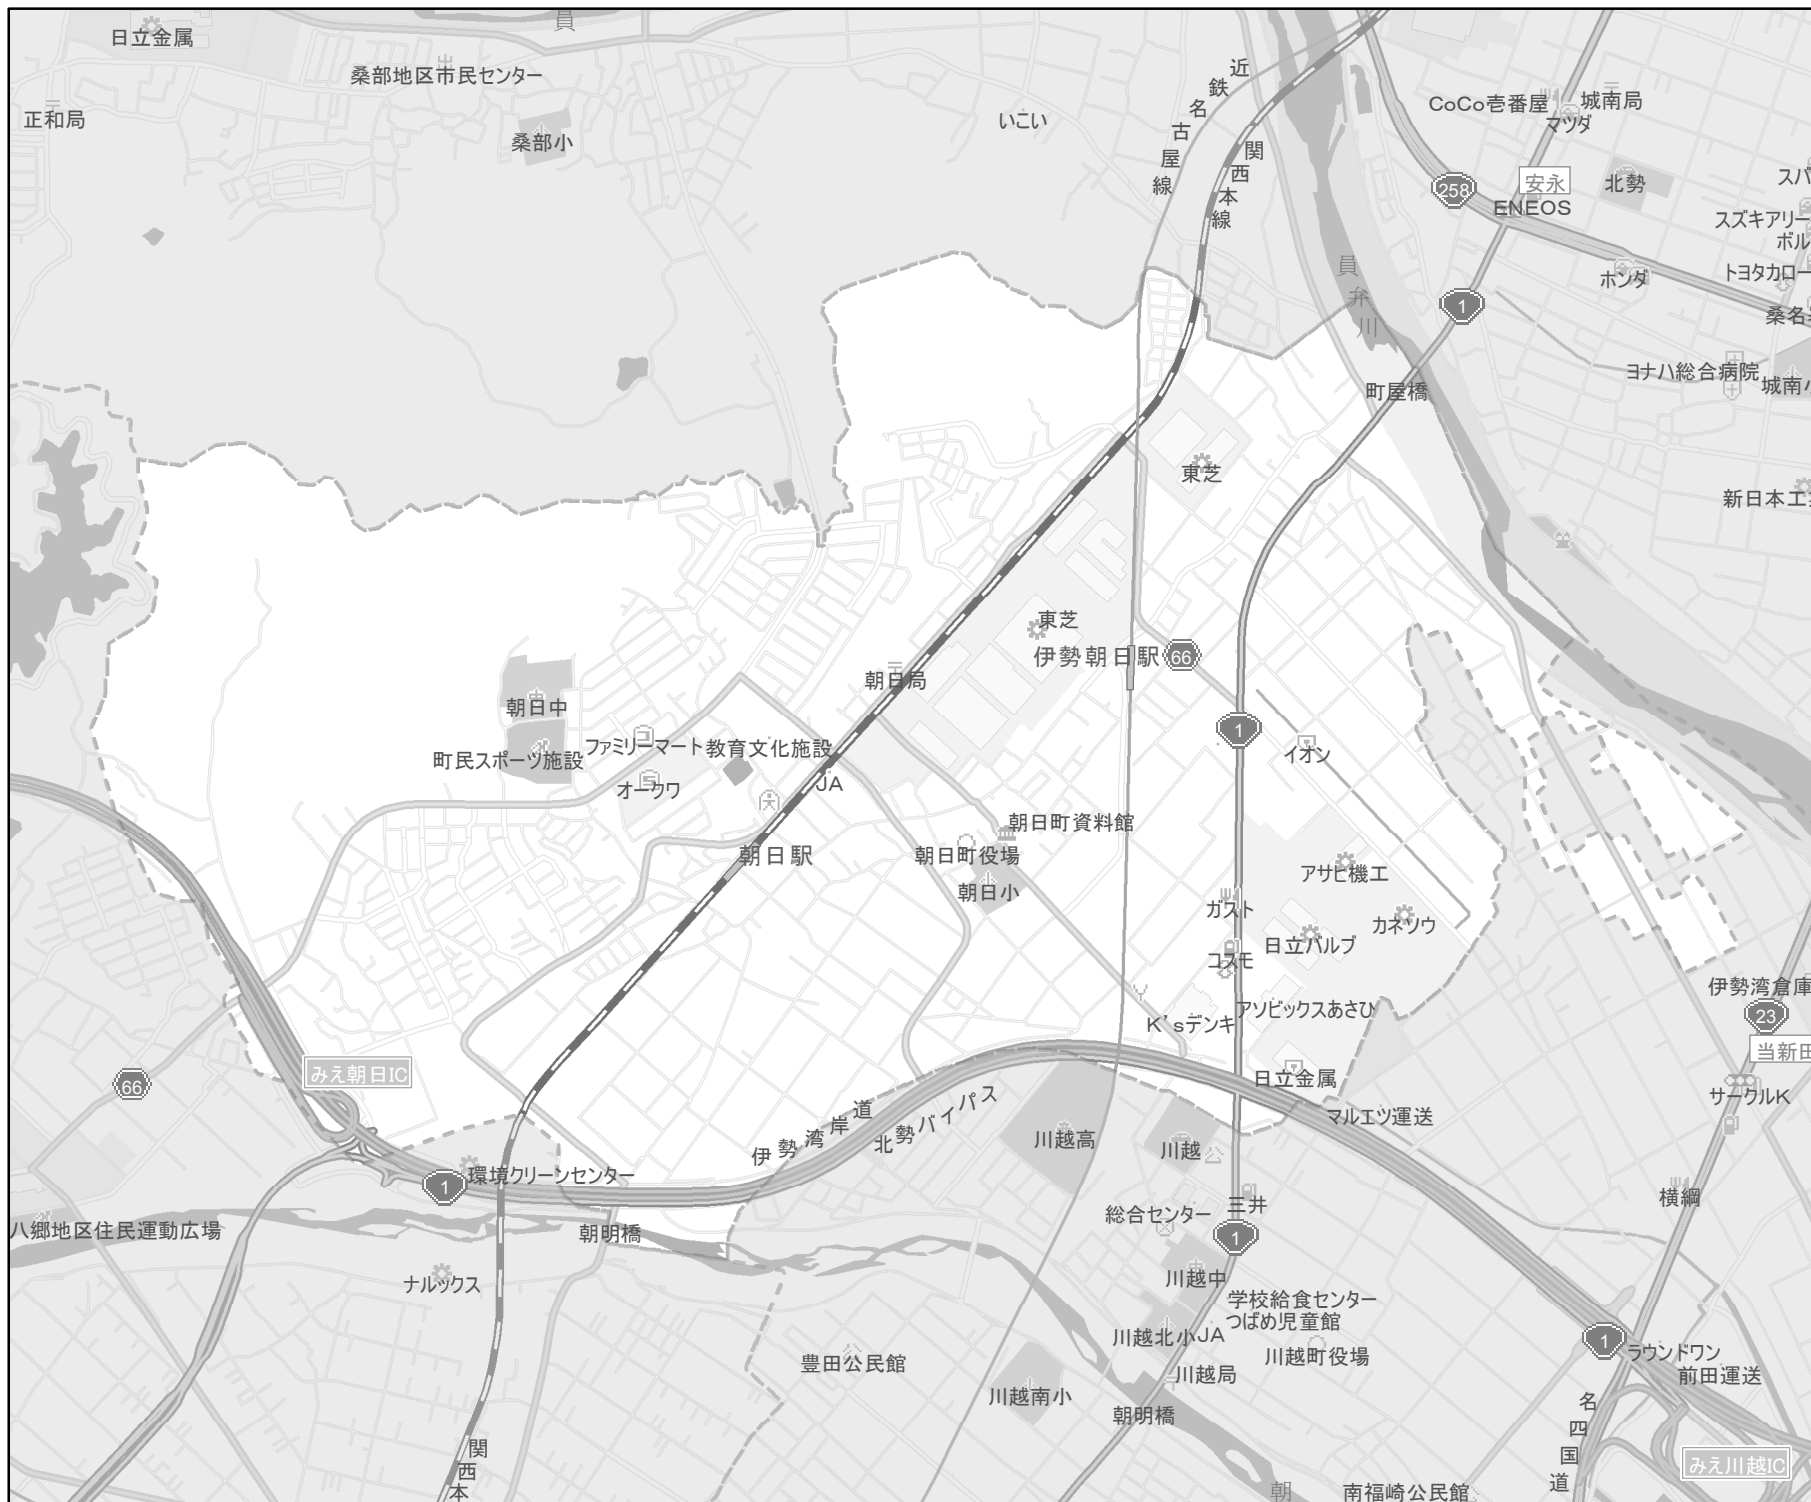 員
日立金属
桑部地区市民センター
正和局
桑部小
いこい
近鉄名古屋線
関西本線
CoCo壱番屋
城南局
マツダ
258
安永
ENEOS
北勢
スズキアリー
ボル
トヨタカロー
ホンダ
員弁川
1
桑名
ヨナハ総合病院
城南小
町屋橋
東芝
新日本工
東芝
伊勢朝日駅
66
朝日局
朝日中
町民スポーツ施設
ファミリーマート
教育文化施設
オークワ
JA
1
イオン
朝日町資料館
朝日駅
朝日町役場
朝日小
アサヒ機工
ガスト
カネソウ
日立バルブ
コスモ
アソビックスあさひ
K'sデンキ
伊勢湾倉庫
23
当新田
みえ朝日IC
66
日立金属
サークルK
マルエツ運送
伊勢湾岸道
北勢バイパス
川越高
川越
環境クリーンセンター
1
八郷地区住民運動広場
朝明橋
総合センター
三井
1
横綱
ナルックス
川越中
学校給食センター
つばめ児童館
川越北小
JA
川越町役場
豊田公民館
川越局
川越南小
朝明橋
1
ラウンドワン
前田運送
名四国道
関西本
みえ川越IC
朝
南福崎公民館